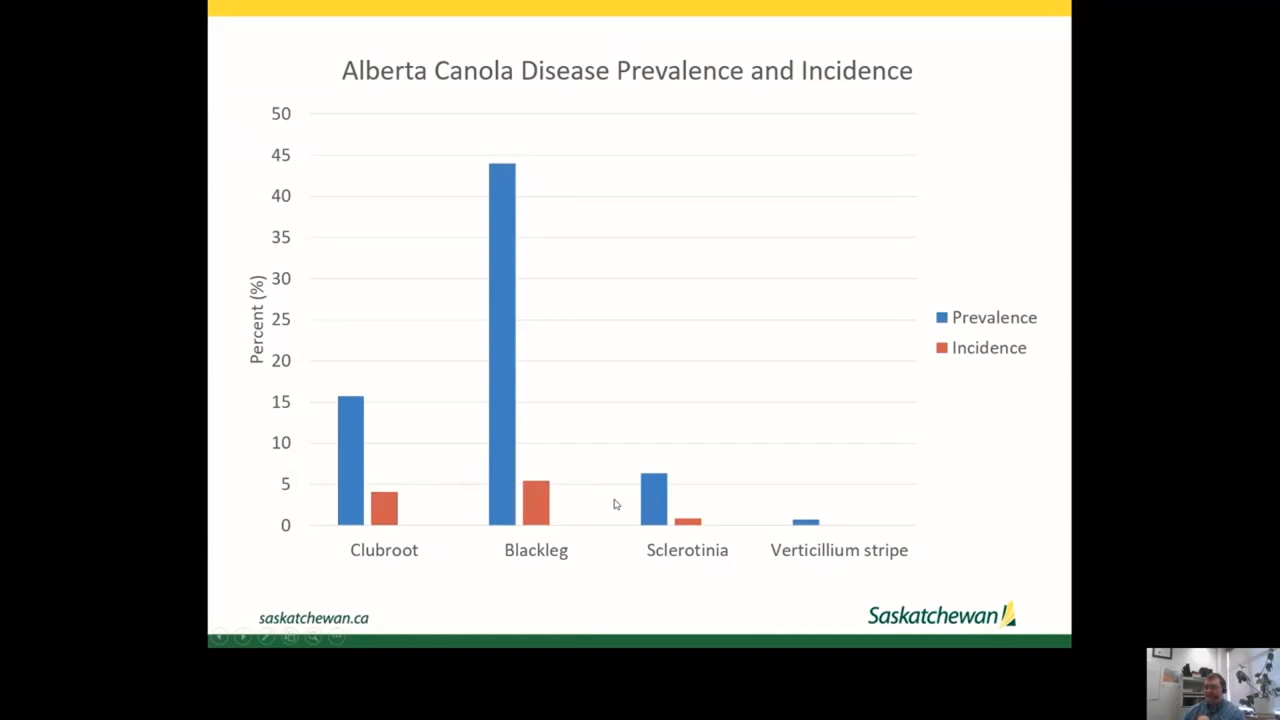 Alberta Canola Disease Prevalence and Incidence
50
45
40
35
30
25
20
15
10
5
0
Percent (%)
Prevalence
Incidence
Clubroot
Blackleg
Sclerotinia
Verticillium stripe
saskatchewan.ca
Saskatchewan